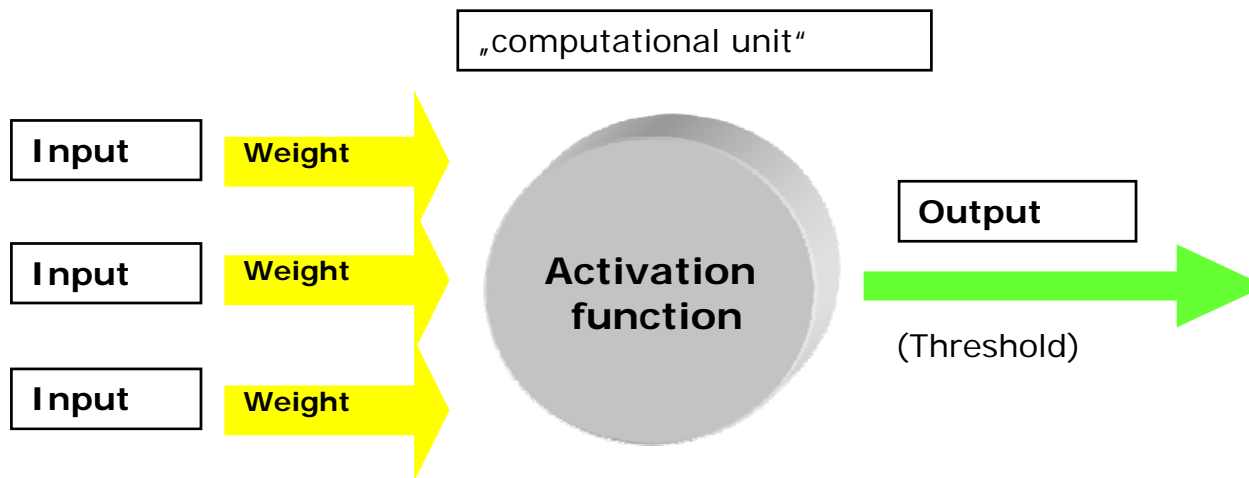 „computational unit“
Input
Weight
Input
Weight
Input
Weight
Activation
function
Output
(Threshold)